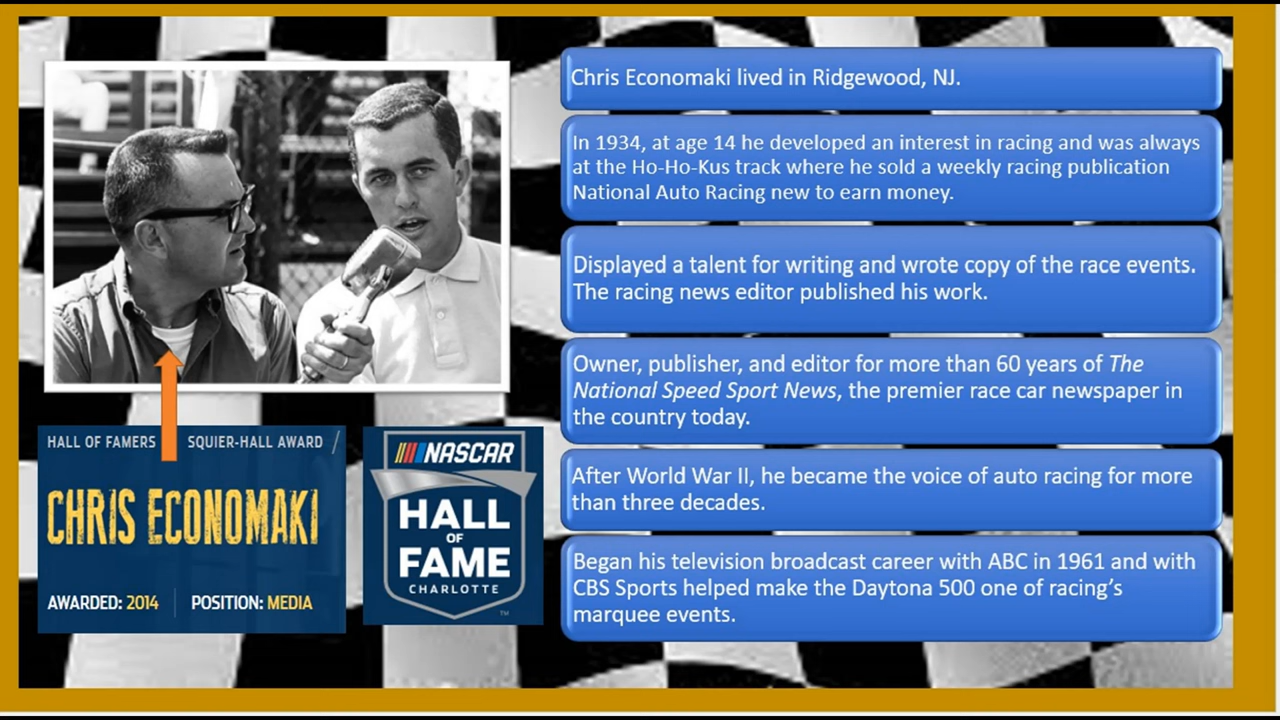 Chris Economaki lived in Ridgewood, NJ.
In 1934, at age 14 he developed an interest in racing and was always
at the Ho-Ho-Kus track where he sold a weekly racing publication
National Auto Racing new to earn money.
Displayed a talent for writing and wrote copy of the race events.
The racing news editor published his work.
Owner, publisher, and editor for more than 60 years of The
National Speed Sport News, the premier race car newspaper in
the country today.
After World War II, he became the voice of auto racing for more
than three decades.
Began his television broadcast career with ABC in 1961 and with
CBS Sports helped make the Daytona 500 one of racing’s
marquee events.
HALL OF FAMERS SQUIER-HALL AWARD /
CHRIS ECONOMAKI
AWARDED: 2014 POSITION: MEDIA
NASCAR
HALL
OF
FAME
CHARLOTTE
TM